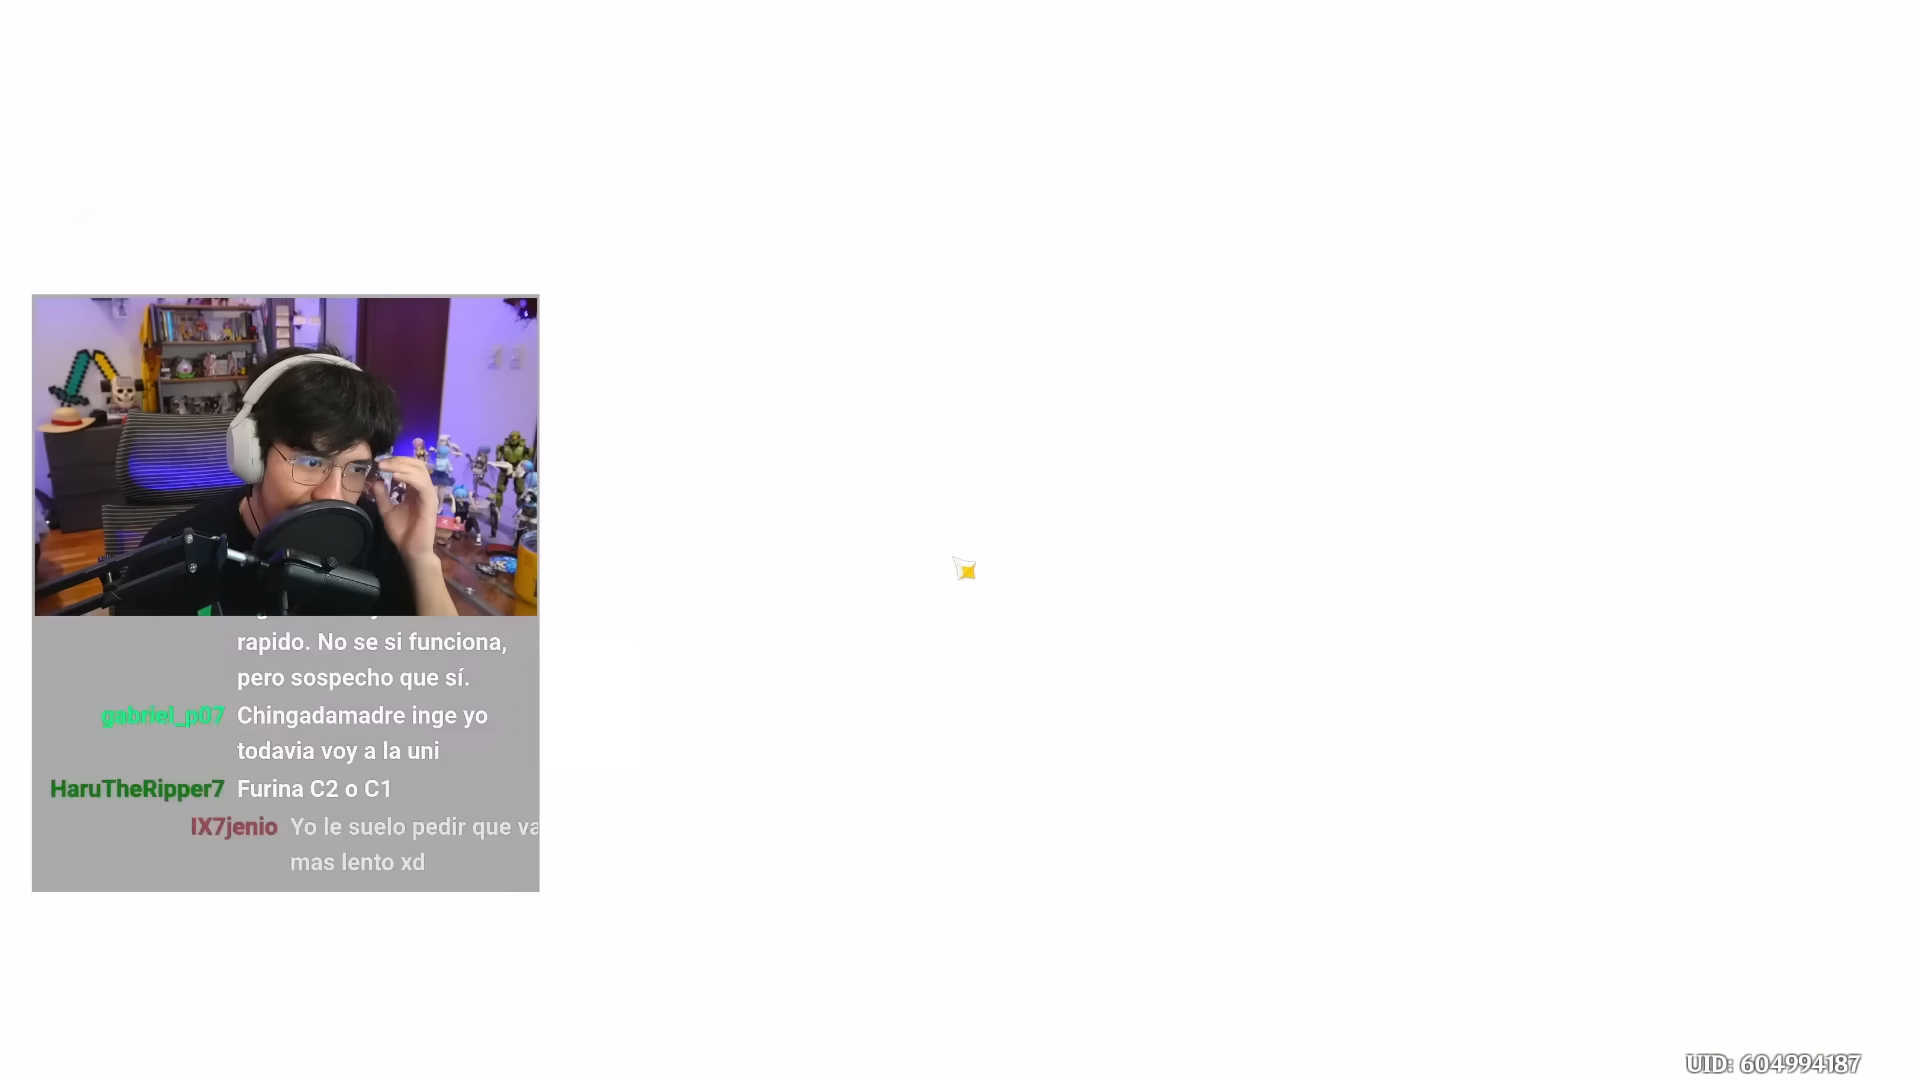 rapido. No se si funciona,
pero sospecho que sí.
gabriel_p07 Chingadamadre inge yo
todavia voy a la uni
HaruTheRipper7 Furina C2 o C1
IX7jenio Yo le suelo pedír que va
mas lento xd
UID: 604994187